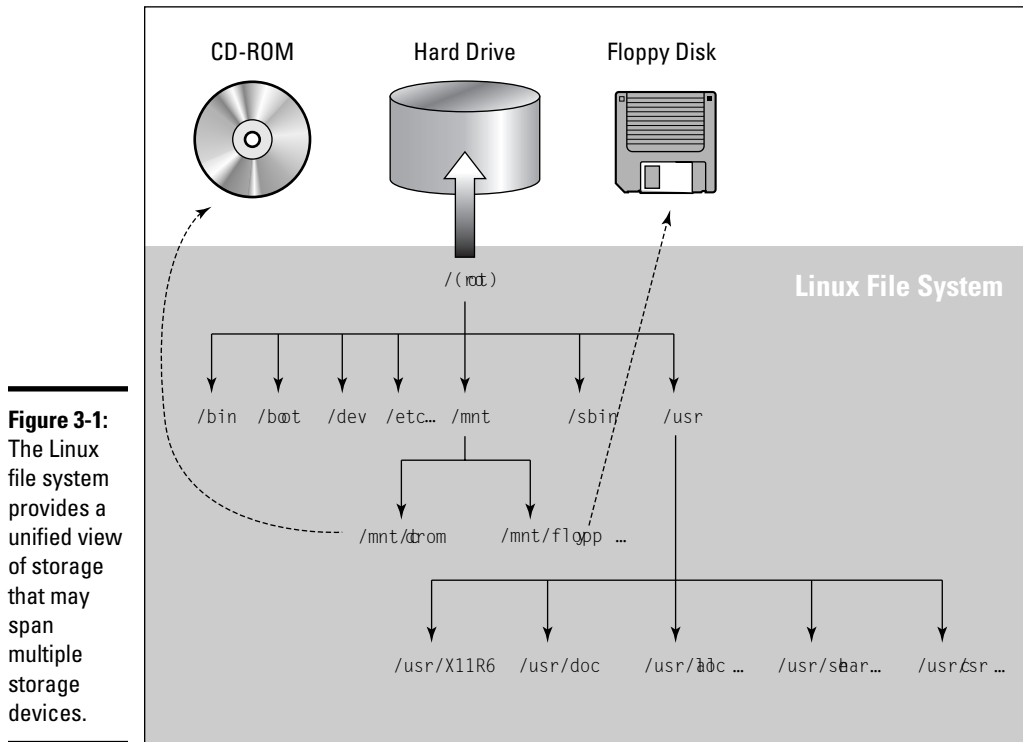 CD-ROM
Hard Drive
Floppy Disk
/(root)
Linux File System
/bin
/boot
/dev
/etc…
/mnt
/sbin
/usr
/mnt/cdrom
/mnt/floppy …
/usr/X11R6
/usr/doc
/usr/local …
/usr/share…
/usr/src …
Figure 3-1:
The Linux
file system
provides a
unified view
of storage
that may
span
multiple
storage
devices.